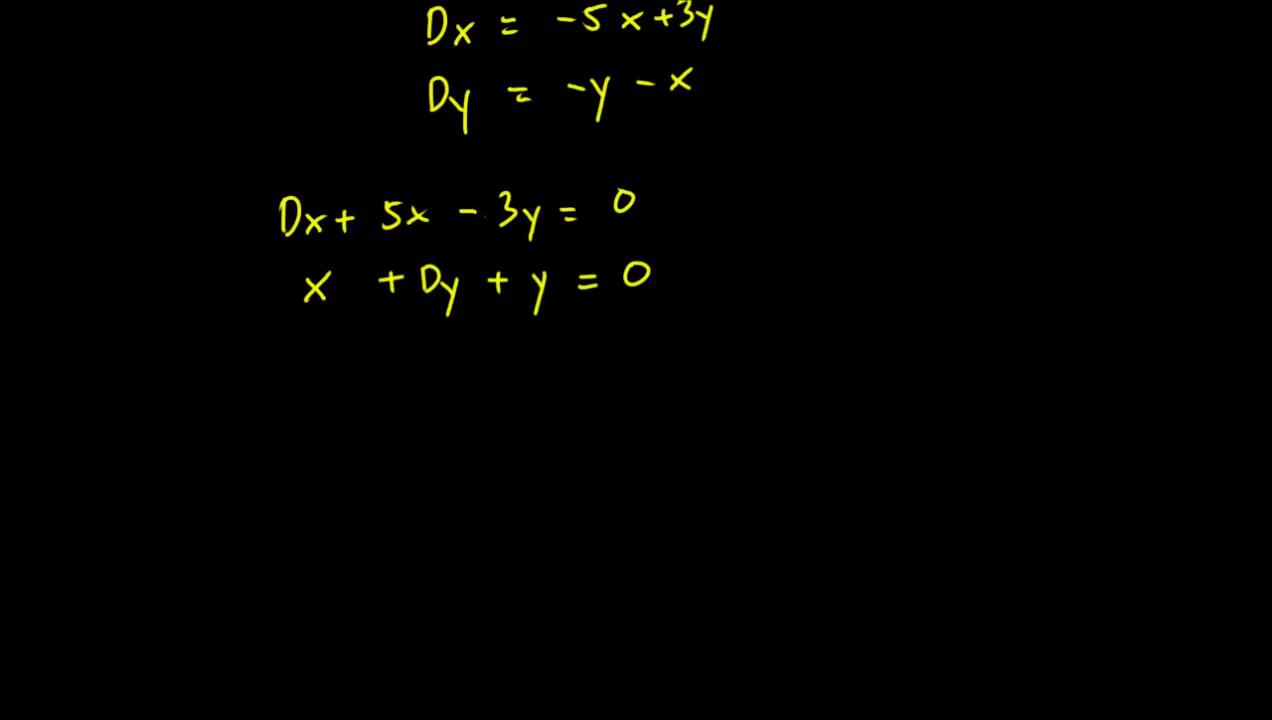 Dx = -5x+3y
Dy = -y - x
Dx + 5x - 3y = 0
x + Dy + y = 0